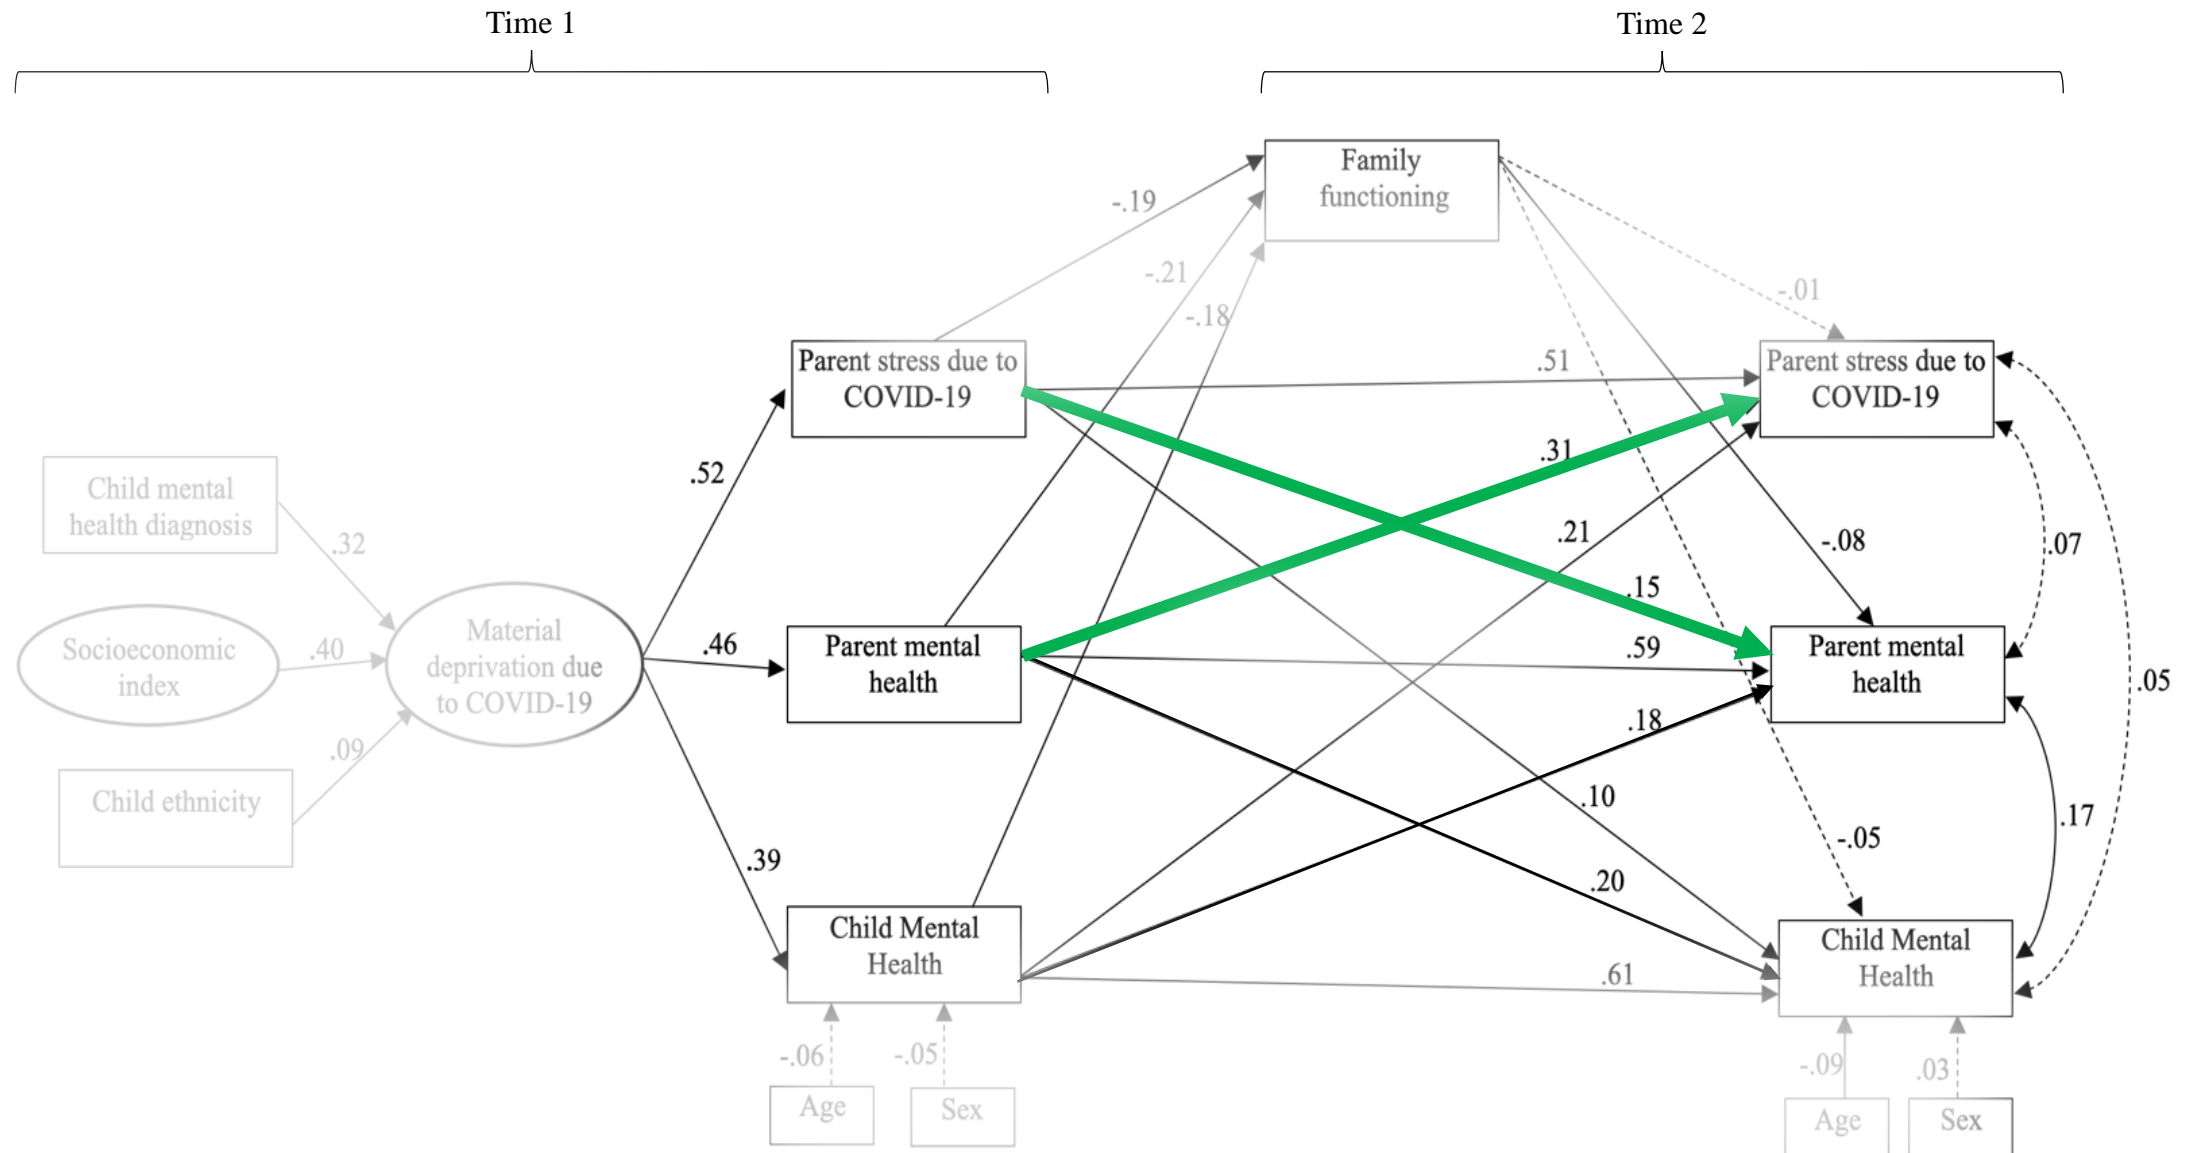 Time 1
Time 2
Family
functioning
-.19
-.21
-.18
-.01
Parent stress due to
COVID-19
.51
Parent stress due to
COVID-19
.31
.52
Child mental
health diagnosis
.32
.21
-.08
.07
.15
Socioeconomic
index
.40
Material
deprivation due
to COVID-19
.46
Parent mental
health
.59
Parent mental
health
.05
.18
.09
Child ethnicity
.10
.17
-.05
.39
.20
Child Mental
Health
.61
Child Mental
Health
-.06
-.05
-.09
.03
Age
Sex
Age
Sex